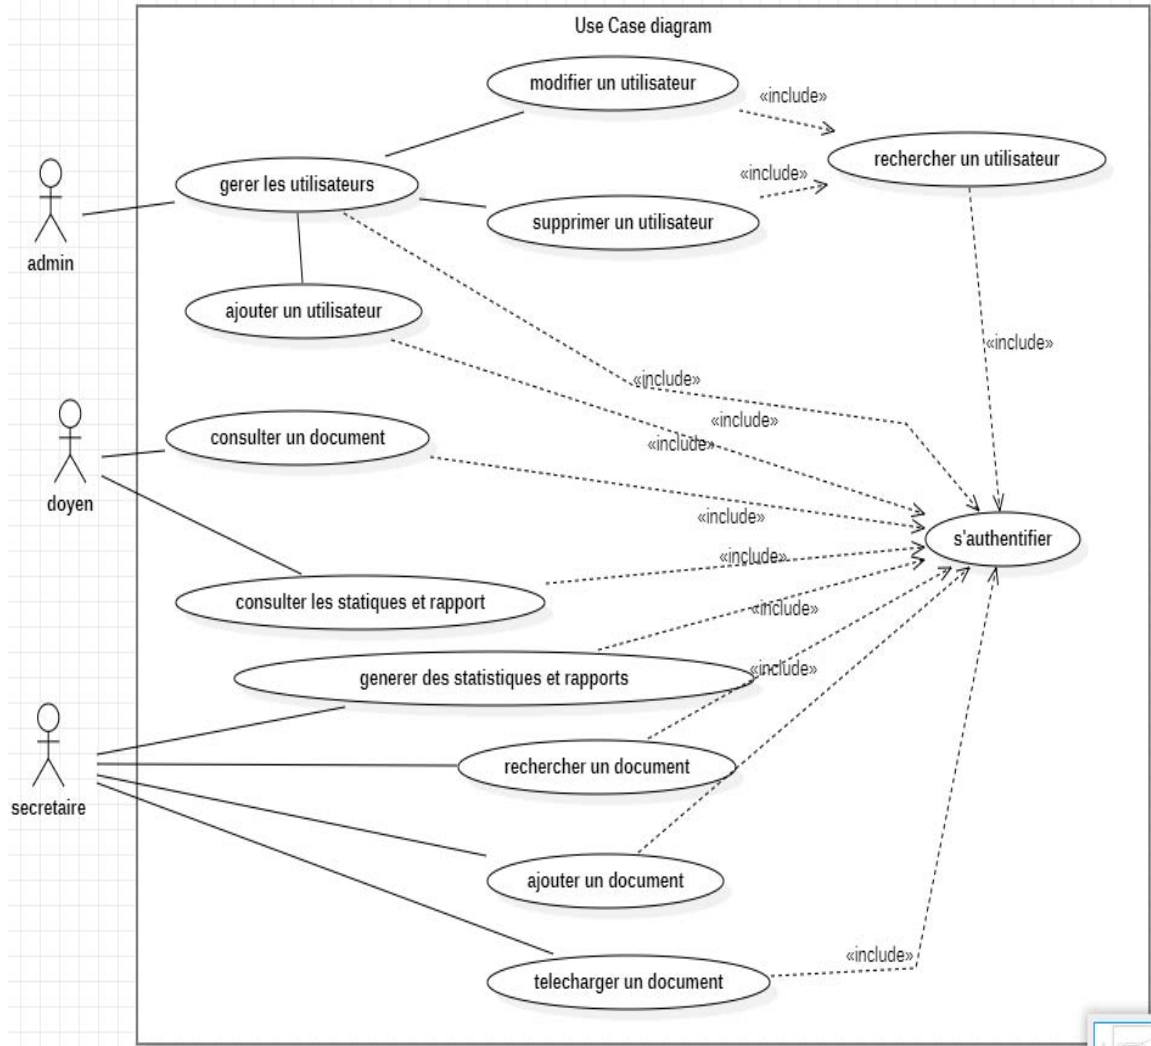 Use Case diagram
modifier un utilisateur
«include»
rechercher un utilisateur
gerer les utilisateurs
«include»
supprimer un utilisateur
admin
ajouter un utilisateur
«include»
«include»
«include»
consulter un document
«include»
doyen
«include»
s'authentifier
«include»
consulter les statiques et rapport
«include»
generer des statistiques et rapports
«include»
rechercher un document
secretaire
ajouter un document
«include»
telecharger un document